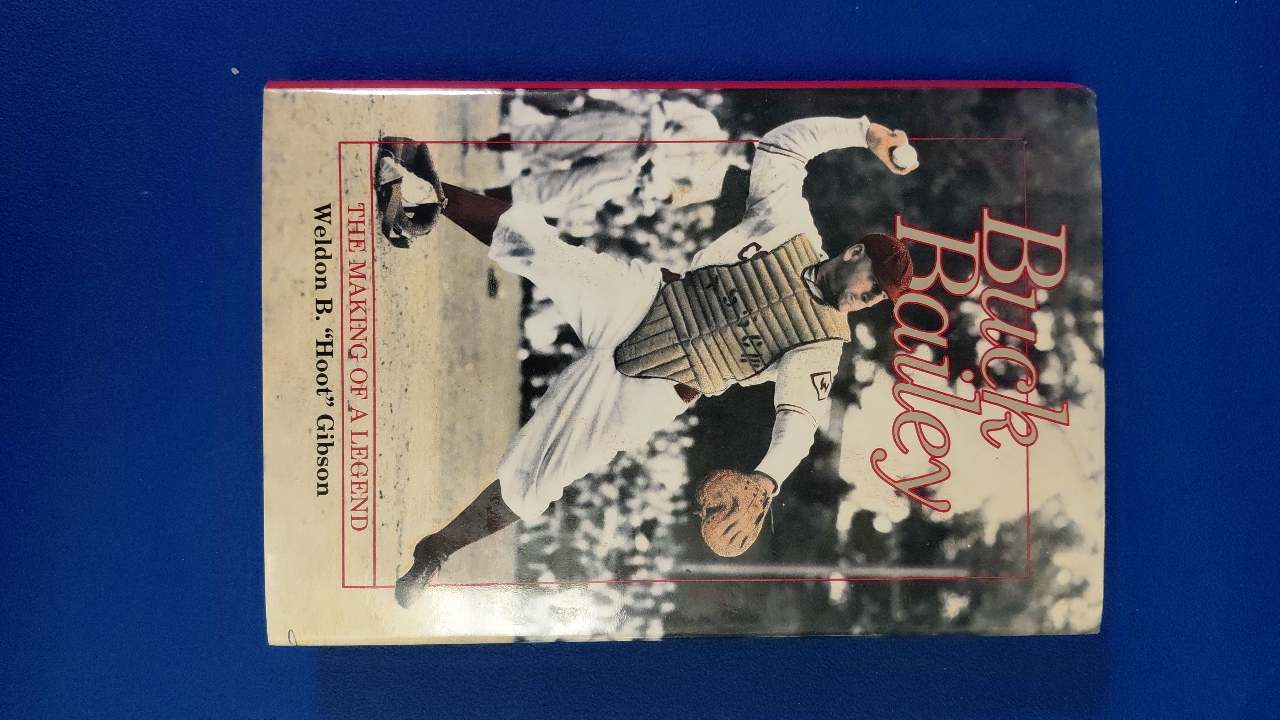 Buck
Bailey
THE MAKING OF A LEGEND
Weldon B. “Hoot” Gibson